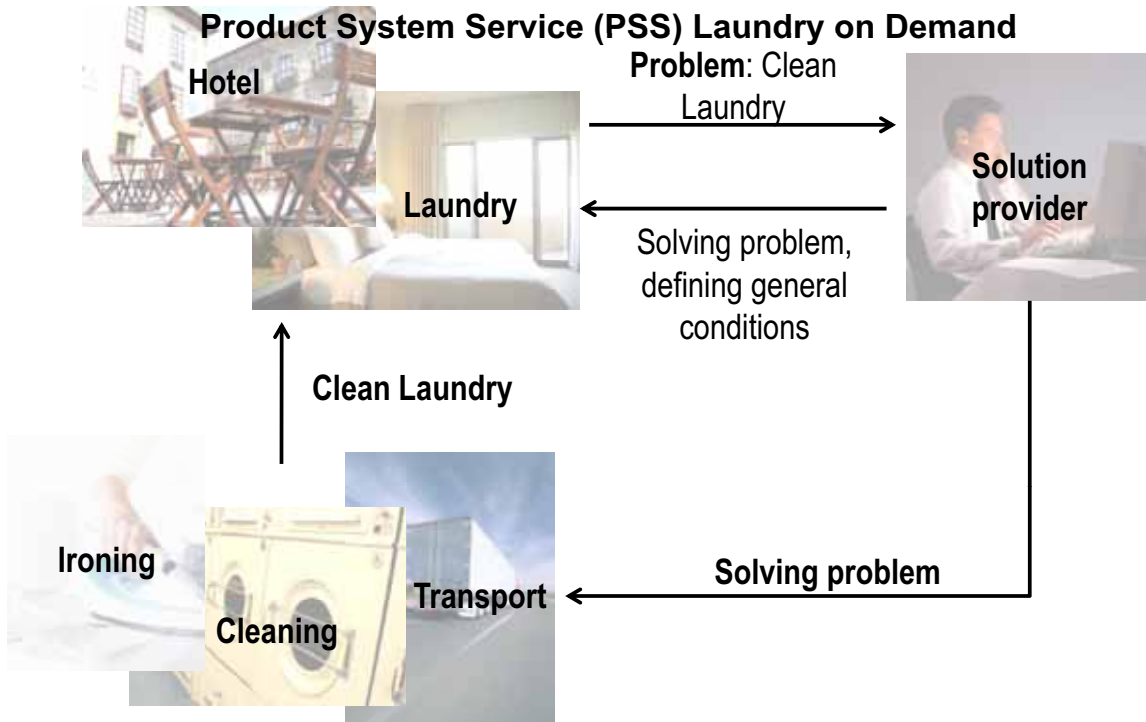 Product System Service (PSS) Laundry on Demand
Hotel
Problem: Clean
Laundry
Solution
provider
Laundry
Solving problem,
defining general
conditions
Clean Laundry
Ironing
Cleaning
Transport
Solving problem